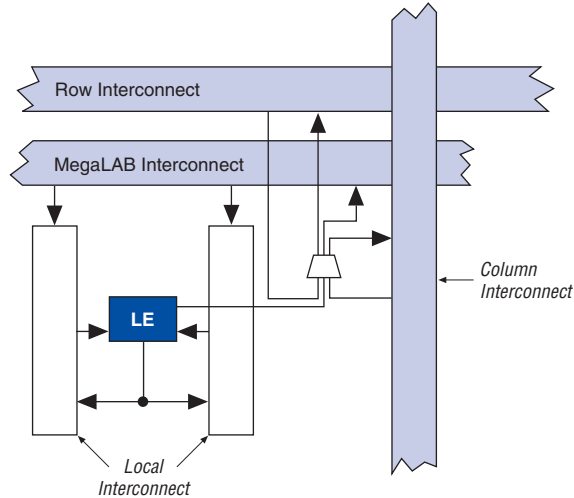 Row Interconnect
MegaLAB Interconnect
Column
Interconnect
LE
Local
Interconnect